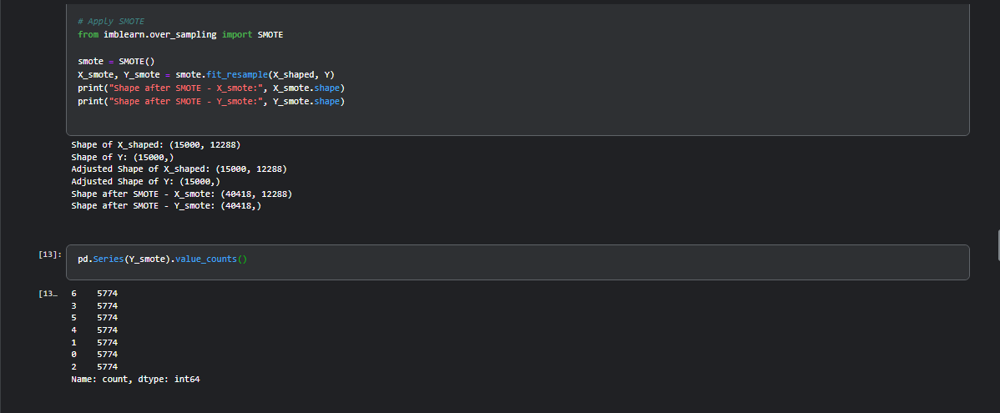 # Apply SMOTE
from imblearn.over_sampling import SMOTE
smote = SMOTE()
X_smote, Y_smote = smote.fit_resample(X_shaped, Y)
print("Shape after SMOTE - X_smote:", X_smote.shape)
print("Shape after SMOTE - Y_smote:", Y_smote.shape)
Shape of X_shaped: (15000, 12288)
Shape of Y: (15000,)
Adjusted Shape of X_shaped: (15000, 12288)
Adjusted Shape of Y: (15000,)
Shape after SMOTE - X_smote: (40418, 12288)
Shape after SMOTE - Y_smote: (40418,)
[13]: pd.Series(Y_smote).value_counts()
[13… 6 5774
3 5774
5 5774
4 5774
1 5774
0 5774
2 5774
Name: count, dtype: int64